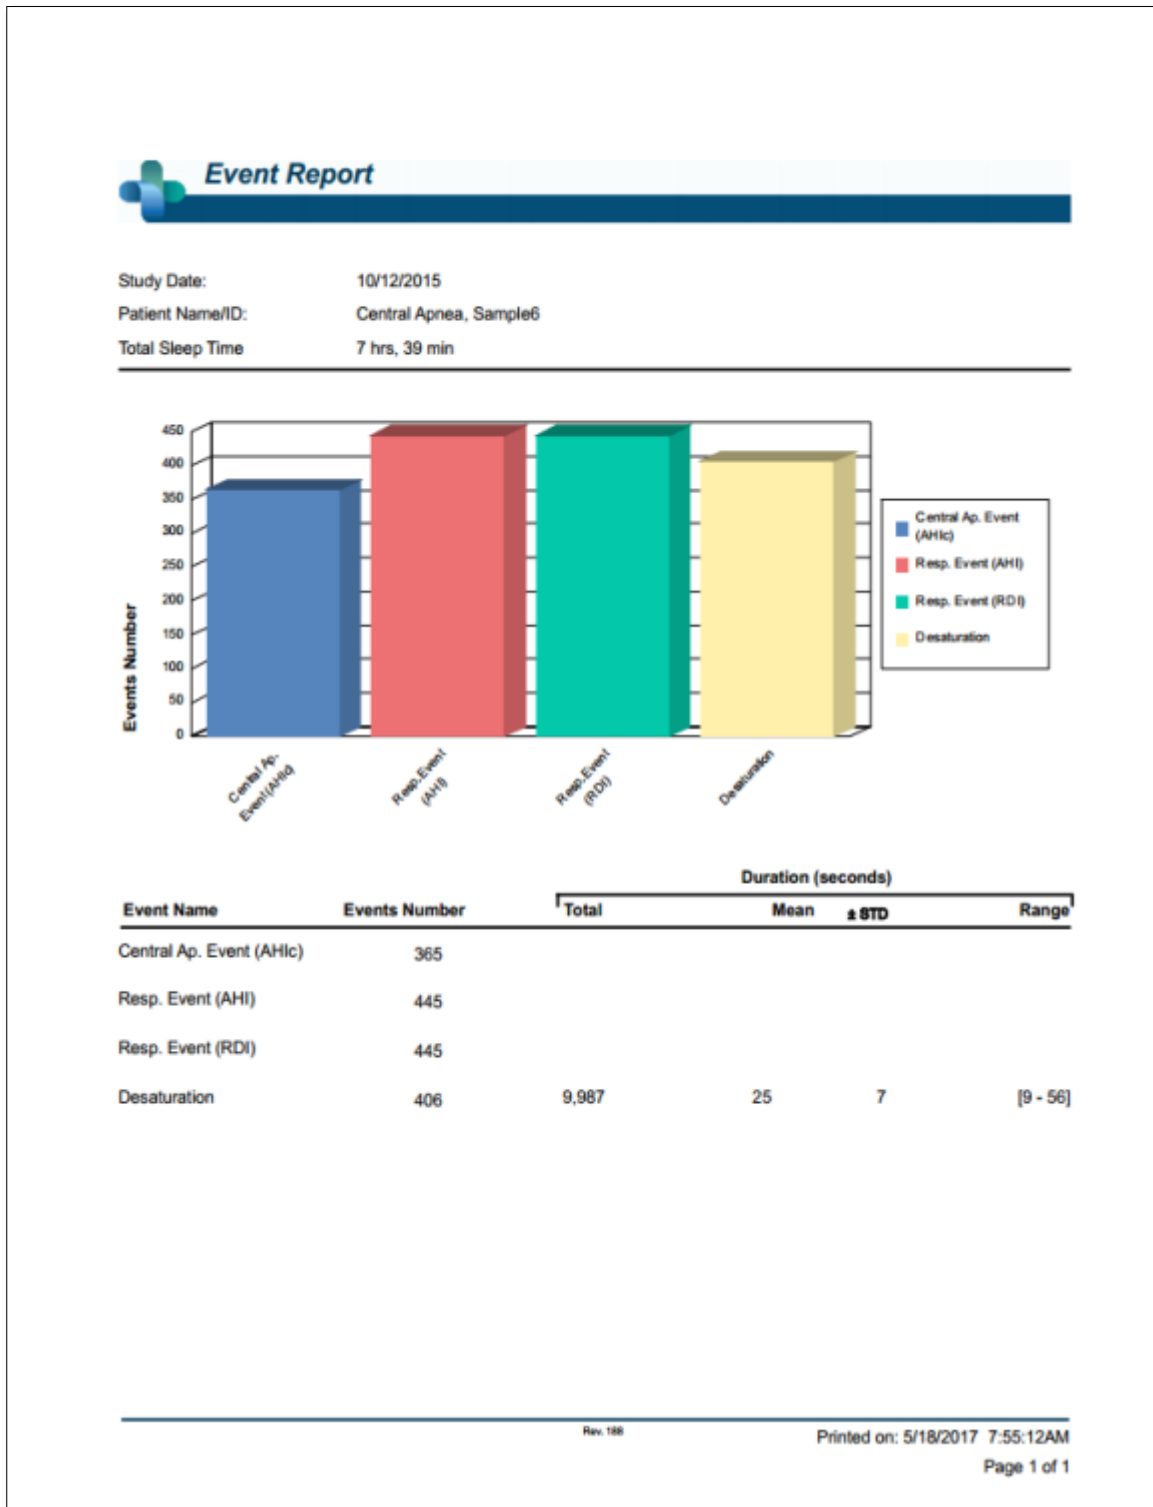 Event Report
Study Date: 10/12/2015
Patient Name/ID: Central Apnea, Sample6
Total Sleep Time 7 hrs, 39 min
450
400
350
300
250
200
150
100
50
0
Events Number
Central Ap.
Event (AHIc)
Resp. Event
(AHI)
Resp. Event
(RDI)
Desaturation
Central Ap. Event
(AHIc)
Resp. Event (AHI)
Resp. Event (RDI)
Desaturation
Duration (seconds)
Event Name Events Number Total Mean ± STD Range
Central Ap. Event (AHIc) 365
Resp. Event (AHI) 445
Resp. Event (RDI) 445
Desaturation 406 9,987 25 7 [9 - 56]
Rev. 188
Printed on: 5/18/2017 7:55:12AM
Page 1 of 1